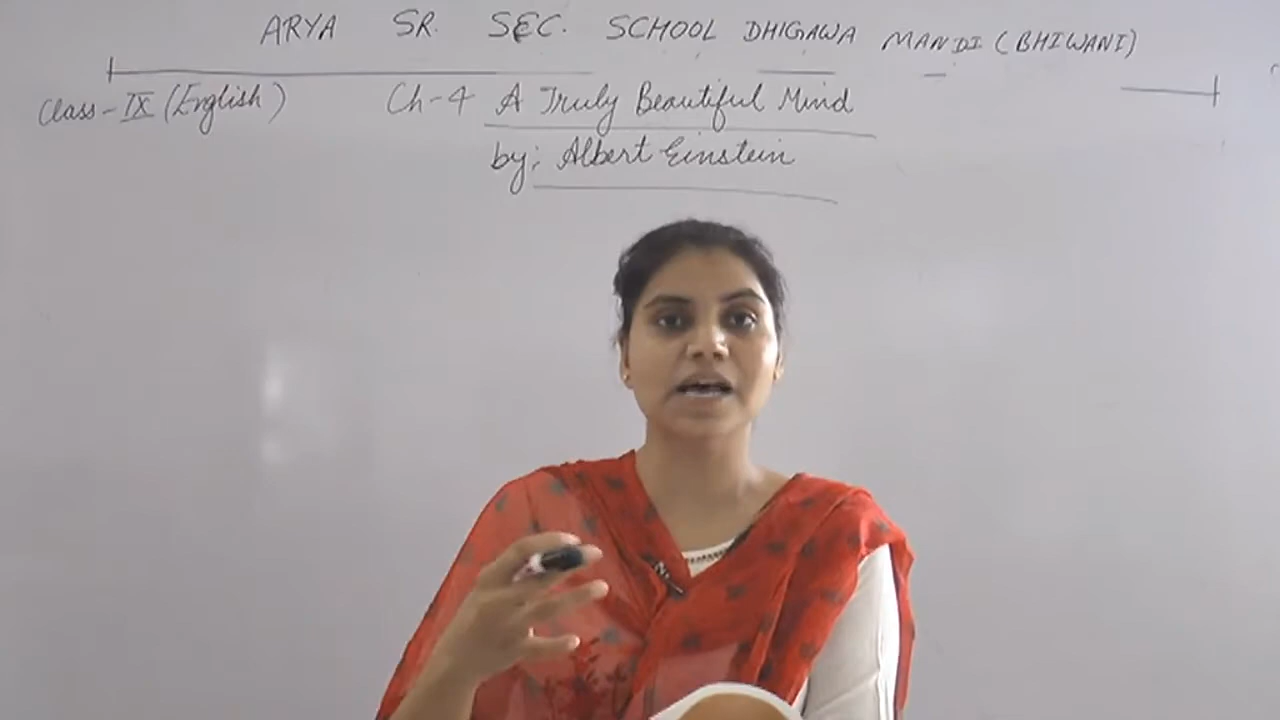 ARYA SR. SEC. SCHOOL DHIGAWA MANDI (BHIWANI)
Class-IX (English) Ch-4 A Truly Beautiful Mind
by: Albert Einstein